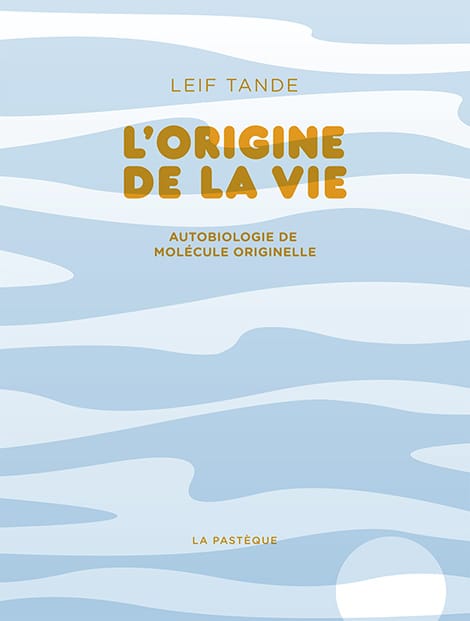 LEIF TANDE
L'ORIGINE
DE LA VIE
AUTOBIOLOGIE DE
MOLÉCULE ORIGINELLE
LA PASTÈQUE